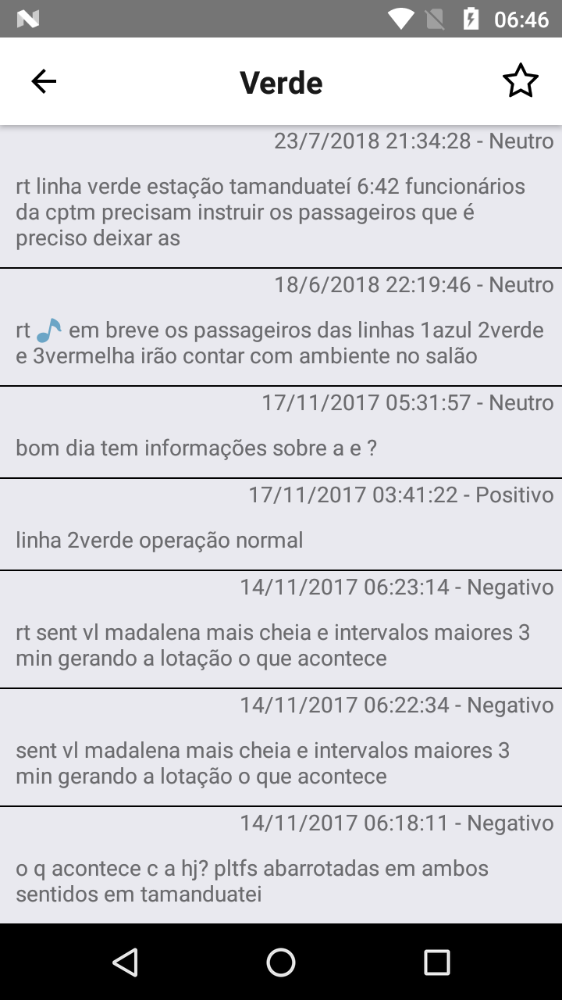 06:46
Verde
23/7/2018 21:34:28 - Neutro
rt linha verde estação tamanduateí 6:42 funcionários
da cptm precisam instruir os passageiros que é
preciso deixar as
18/6/2018 22:19:46 - Neutro
rt 🎵 em breve os passageiros das linhas 1azul 2verde
e 3vermelha irão contar com ambiente no salão
17/11/2017 05:31:57 - Neutro
bom dia tem informações sobre a e ?
17/11/2017 03:41:22 - Positivo
linha 2verde operação normal
14/11/2017 06:23:14 - Negativo
rt sent vl madalena mais cheia e intervalos maiores 3
min gerando a lotação o que acontece
14/11/2017 06:22:34 - Negativo
sent vl madalena mais cheia e intervalos maiores 3
min gerando a lotação o que acontece
14/11/2017 06:18:11 - Negativo
o q acontece c a hj? pltfs abarrotadas em ambos
sentidos em tamanduatei